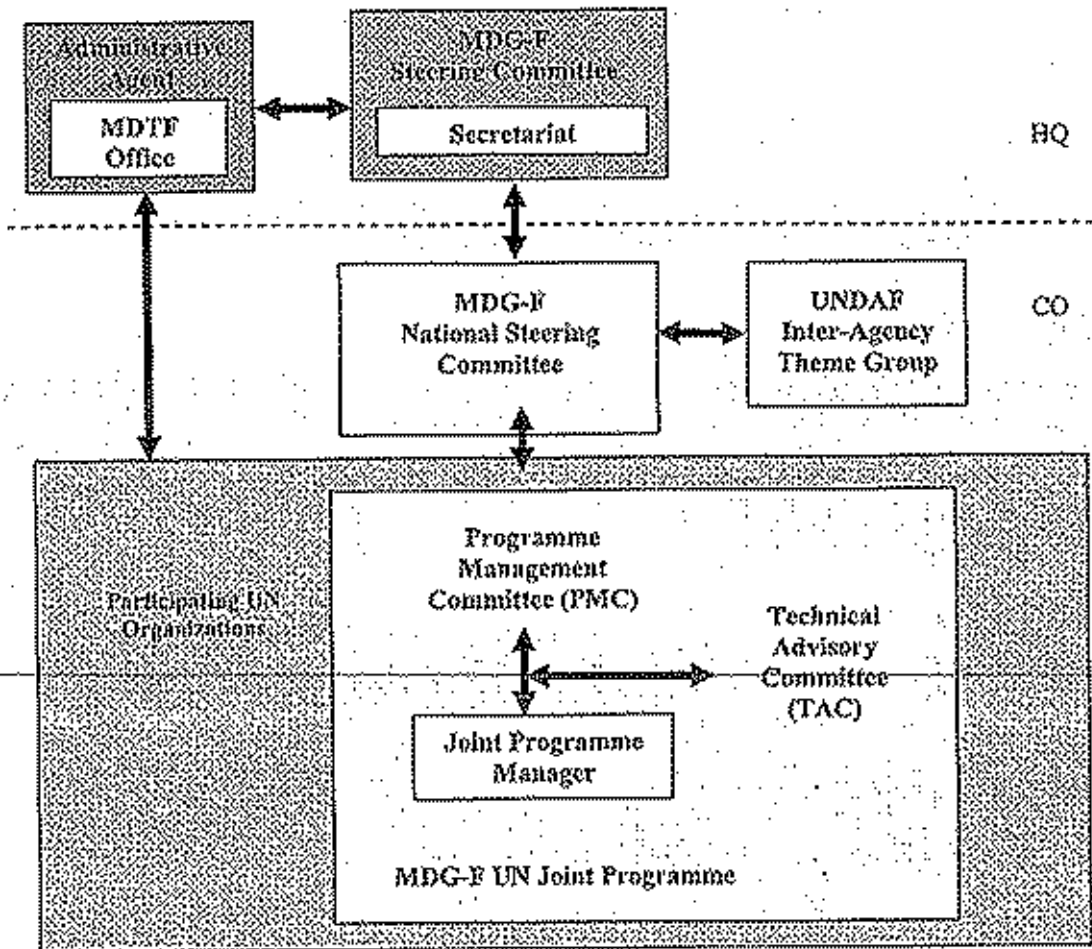 Administrative
Agent
MDTF
Office
MDG-F
Steering Committee
Secretariat
HQ
MDG-F
National Steering
Committee
UNDAF
Inter-Agency
Theme Group
CO
Participating UN
Organizations
Programme
Management
Committee (PMC)
Technical
Advisory
Committee
(TAC)
Joint Programme
Manager
MDG-F UN Joint Programme